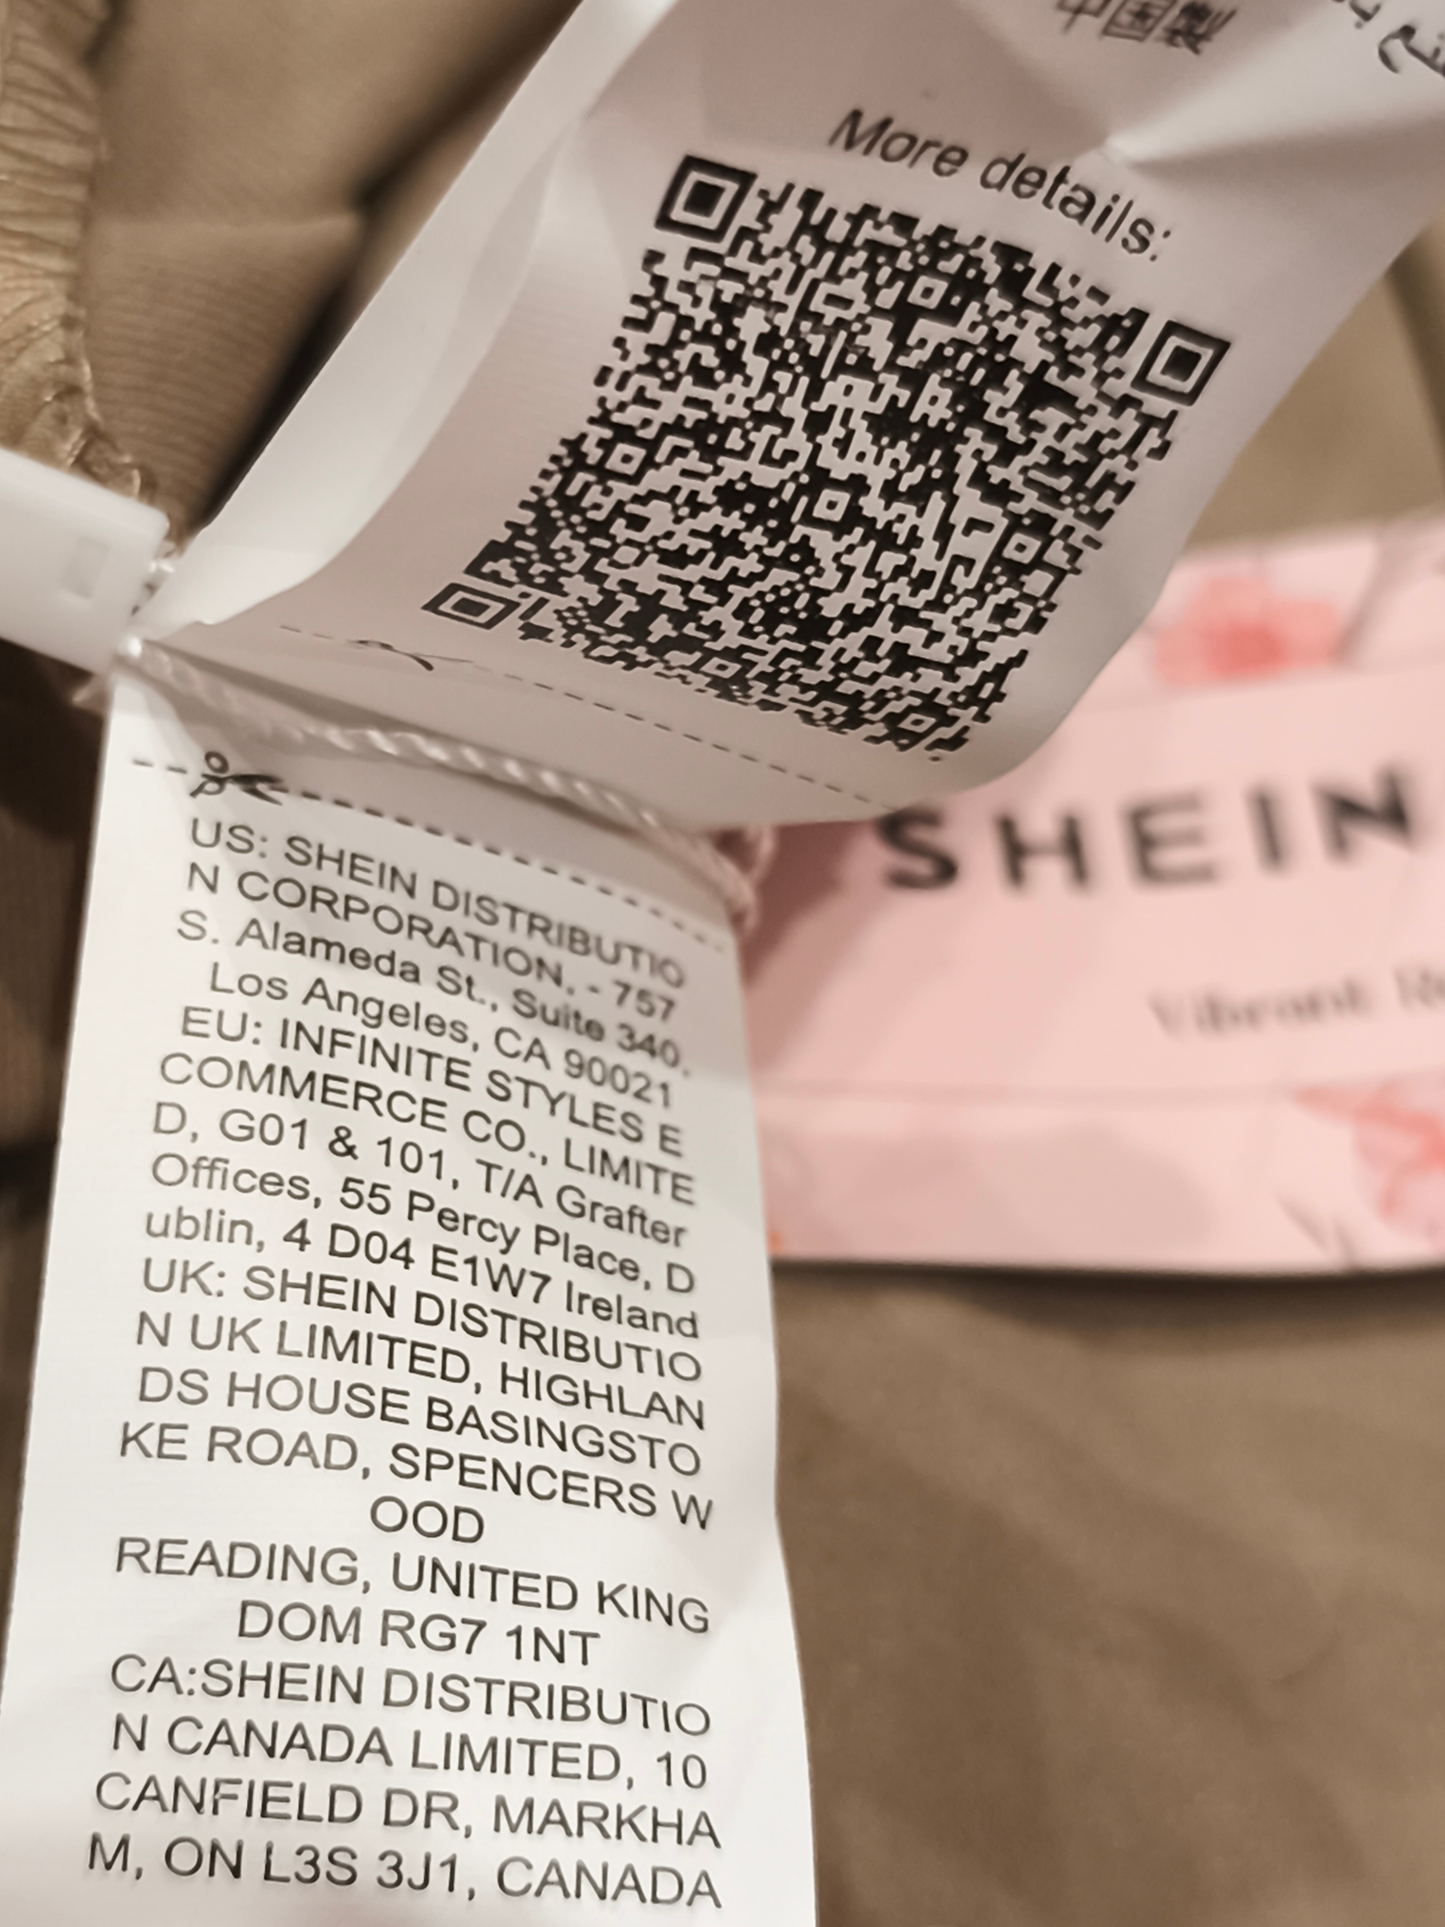 中国製
More details:
US: SHEIN DISTRIBUTIO
N CORPORATION, - 757
S. Alameda St., Suite 340,
Los Angeles, CA 90021
EU: INFINITE STYLES E
COMMERCE CO., LIMITE
D, G01 & 101, T/A Grafter
Offices, 55 Percy Place, D
ublin, 4 D04 E1W7 Ireland
UK: SHEIN DISTRIBUTIO
N UK LIMITED, HIGHLAN
DS HOUSE BASINGSTO
KE ROAD, SPENCERS W
OOD
READING, UNITED KING
DOM RG7 1NT
CA:SHEIN DISTRIBUTIO
N CANADA LIMITED, 10
CANFIELD DR, MARKHA
M, ON L3S 3J1, CANADA
SHEIN
Vibrant